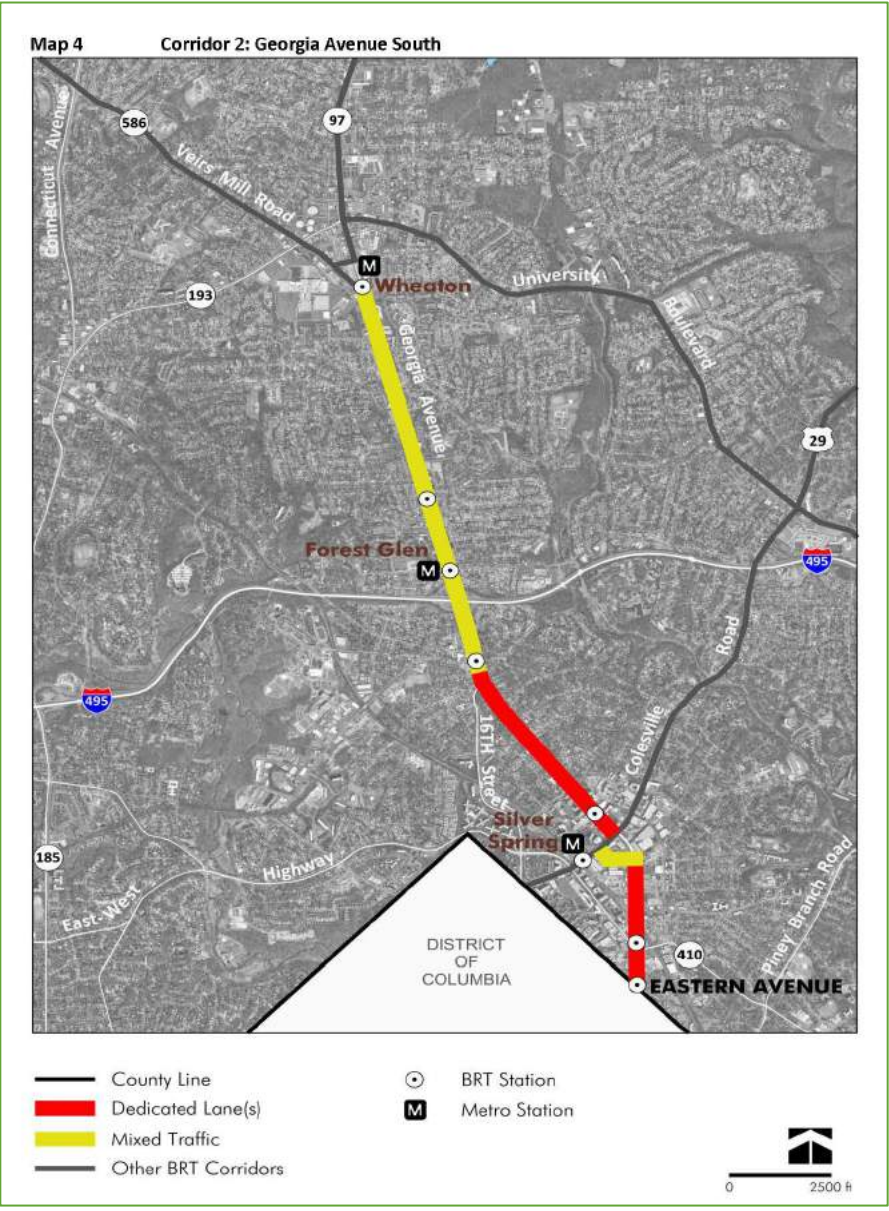 Map 4 Corridor 2: Georgia Avenue South
Connecticut Avenue
586
97
Veirs Mill Road
M
Wheaton
193
University
Boulevard
Georgia Avenue
29
Forest Glen
M
495
495
Road
Colesville
16TH Street
Silver
Spring
M
185
Highway
East-West
Piney Branch Road
DISTRICT
OF
COLUMBIA
410
EASTERN AVENUE
County Line
BRT Station
Dedicated Lane(s)
M Metro Station
Mixed Traffic
Other BRT Corridors
0 2500 ft